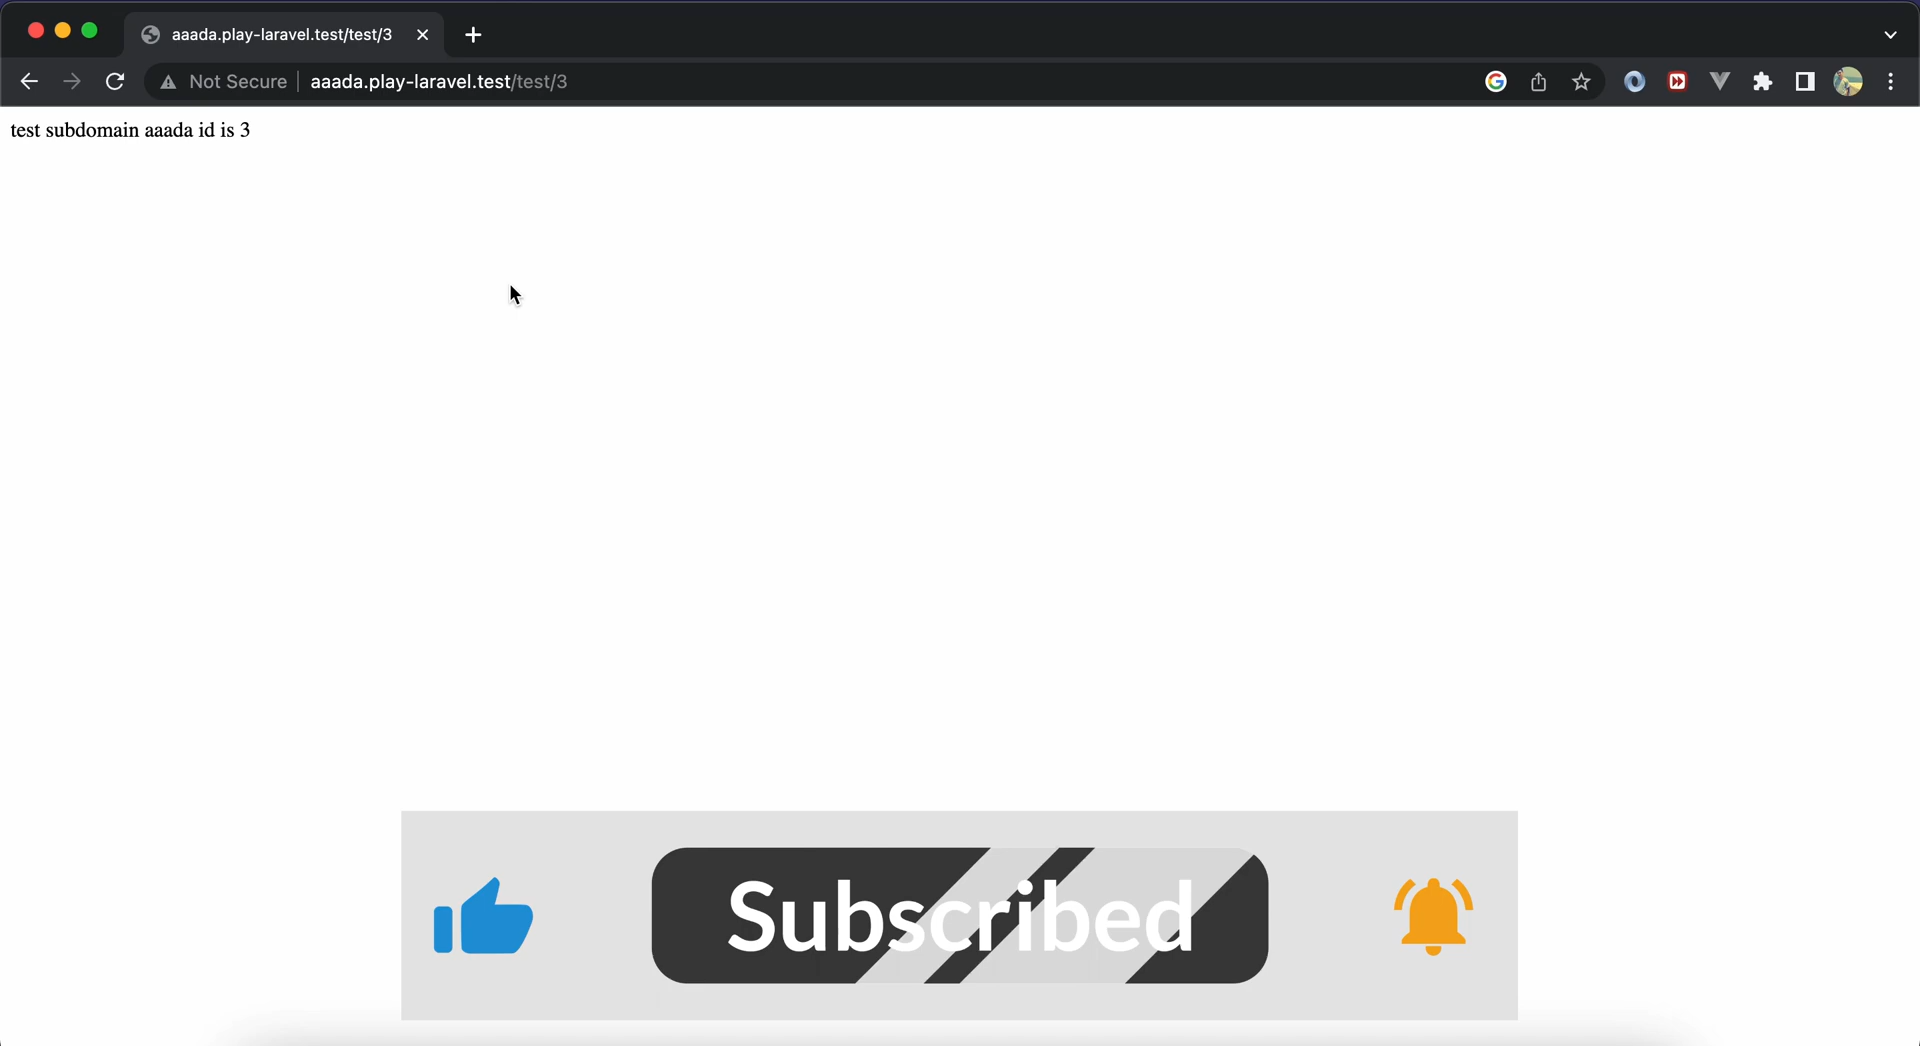 aaada.play-laravel.test/test/3
Not Secure
aaada.play-laravel.test/test/3
test subdomain aaada id is 3
Subscribed